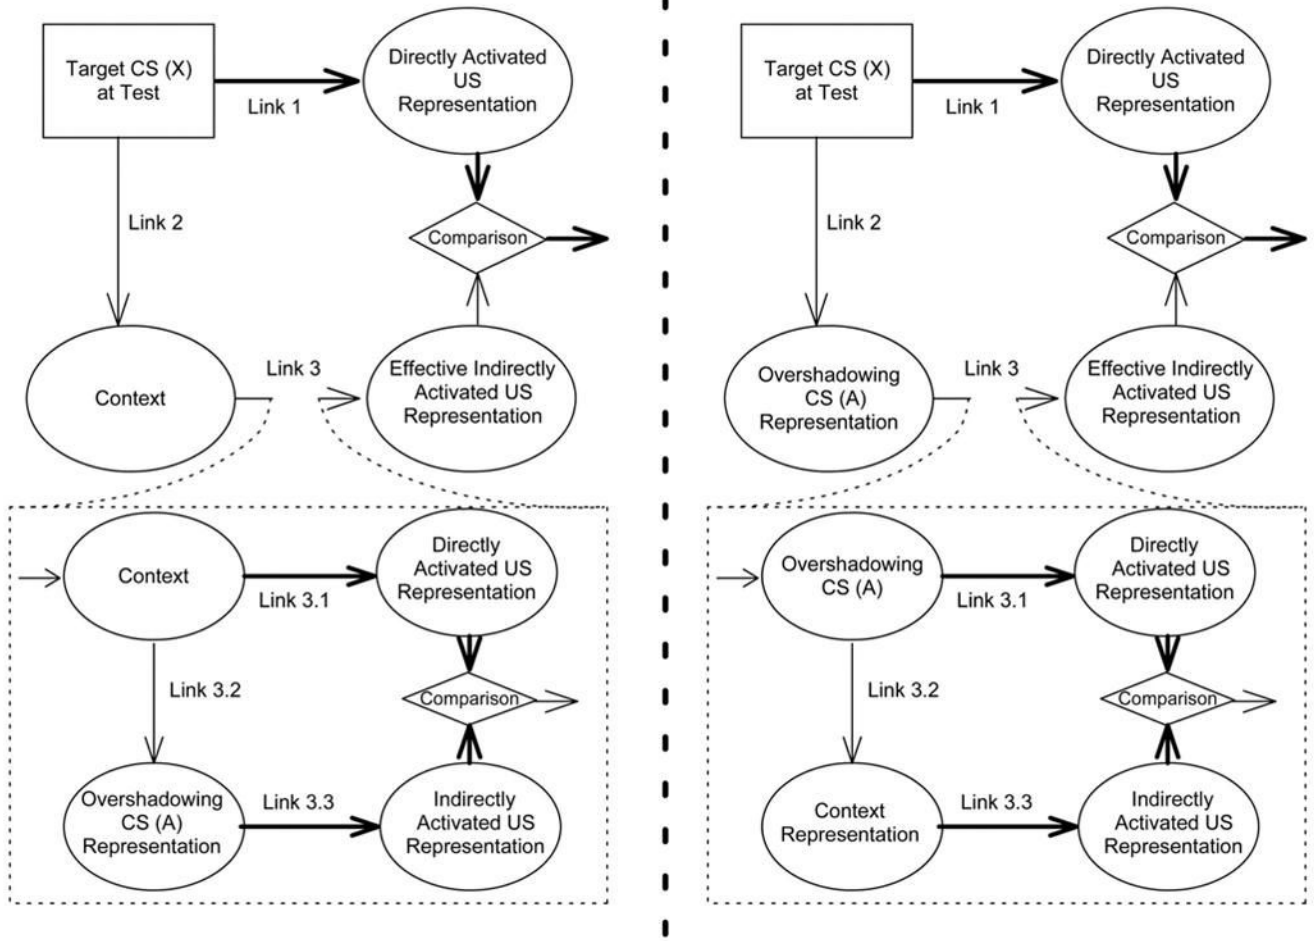 Target CS (X)
at Test
Link 1
Directly Activated
US
Representation
Link 2
Comparison
Context
Link 3
Effective Indirectly
Activated US
Representation
Context
Link 3.1
Directly
Activated US
Representation
Link 3.2
Comparison
Overshadowing
CS (A)
Representation
Link 3.3
Indirectly
Activated US
Representation
Target CS (X)
at Test
Link 1
Directly Activated
US
Representation
Link 2
Comparison
Overshadowing
CS (A)
Representation
Link 3
Effective Indirectly
Activated US
Representation
Overshadowing
CS (A)
Link 3.1
Directly
Activated US
Representation
Link 3.2
Comparison
Context
Representation
Link 3.3
Indirectly
Activated US
Representation